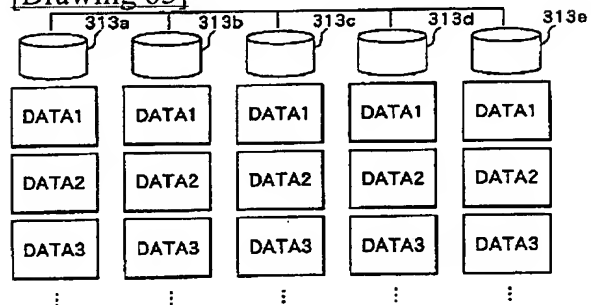 [Drawing 03]
313a 313b 313c 313d 313e
DATA1 DATA1 DATA1 DATA1 DATA1
DATA2 DATA2 DATA2 DATA2 DATA2
DATA3 DATA3 DATA3 DATA3 DATA3